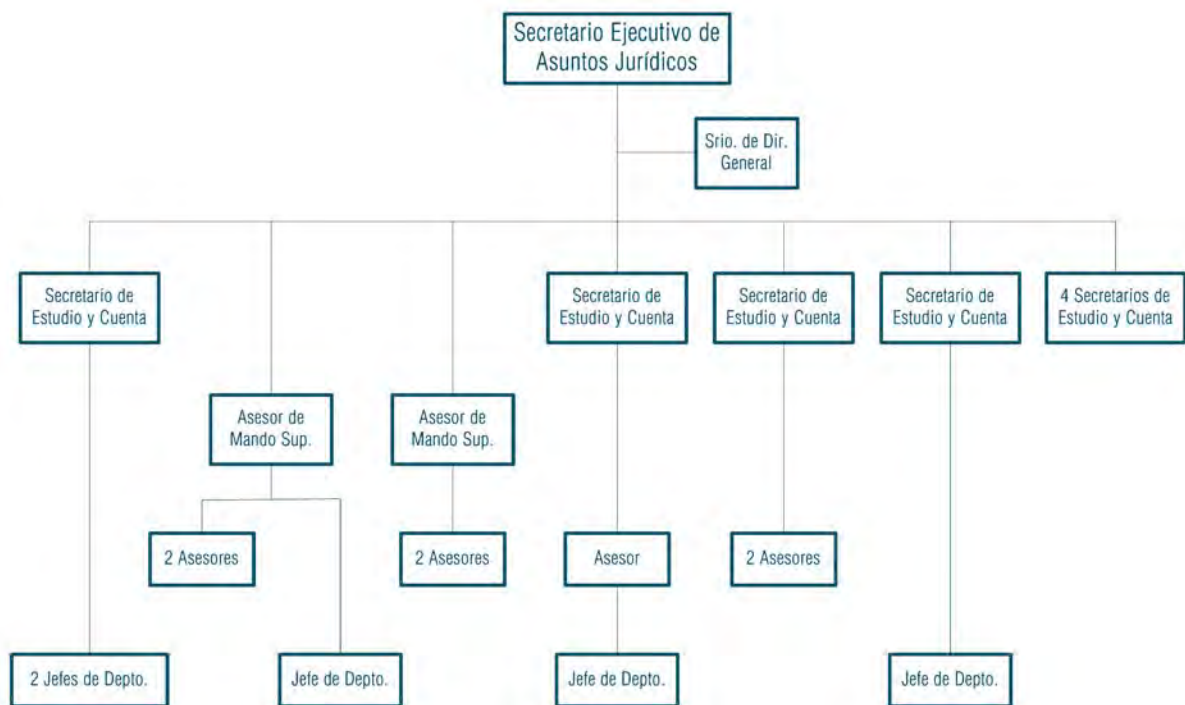 Secretario Ejecutivo de
Asuntos Jurídicos
Srio. de Dir.
General
Secretario de
Estudio y Cuenta
Secretario de
Estudio y Cuenta
Secretario de
Estudio y Cuenta
Secretario de
Estudio y Cuenta
4 Secretarios de
Estudio y Cuenta
Asesor de
Mando Sup.
Asesor de
Mando Sup.
2 Asesores
2 Asesores
Asesor
2 Asesores
2 Jefes de Depto.
Jefe de Depto.
Jefe de Depto.
Jefe de Depto.